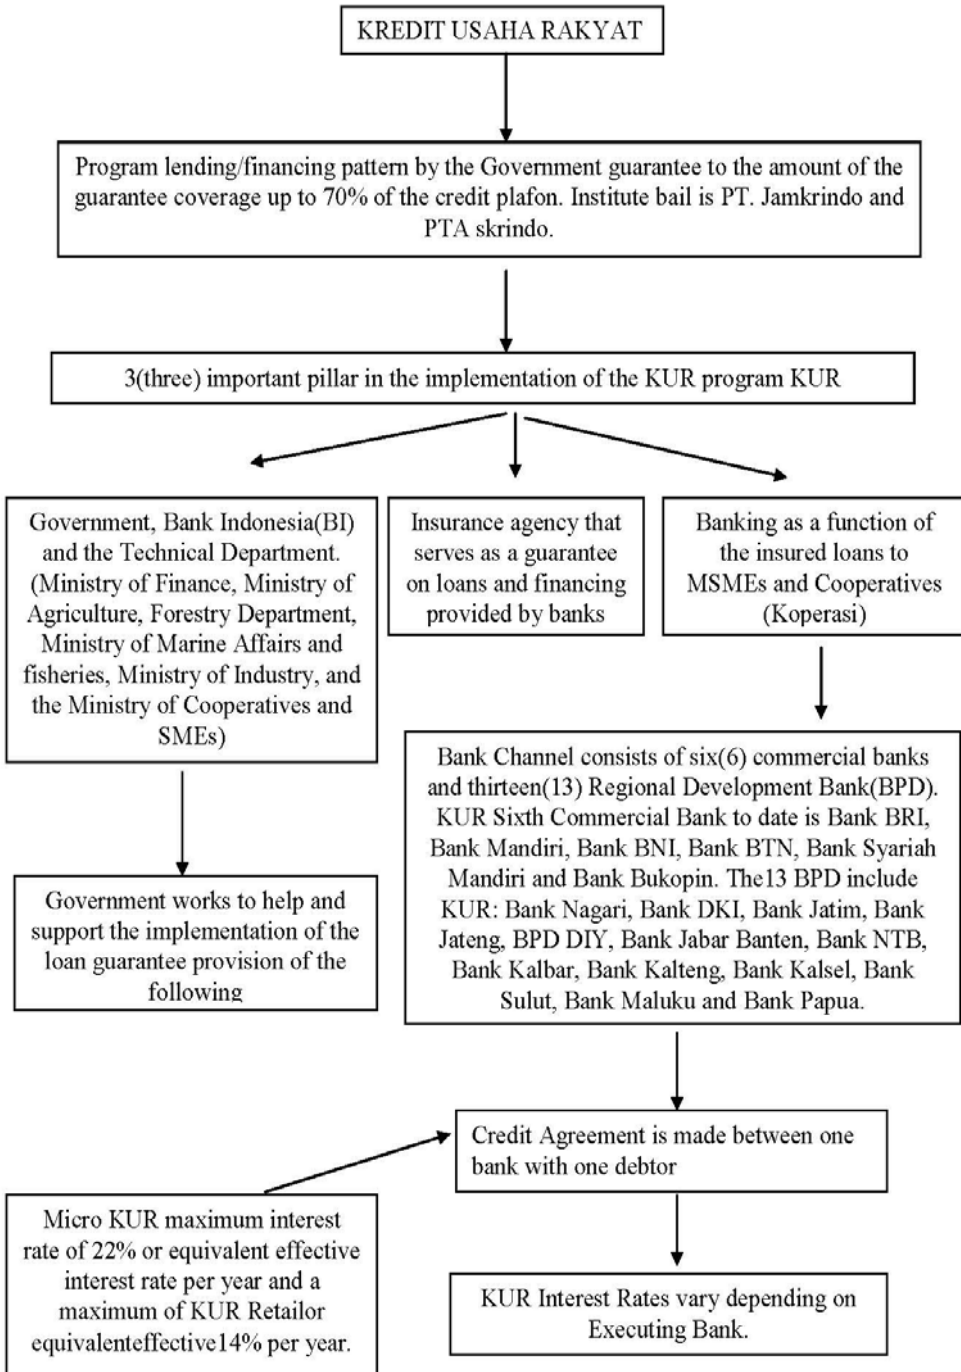 KREDIT USAHA RAKYAT
Program lending/financing pattern by the Government guarantee to the amount of the
guarantee coverage up to 70% of the credit plafon. Institute bail is PT. Jamkrindo and
PTA skrindo.
3(three) important pillar in the implementation of the KUR program KUR
Government, Bank Indonesia(BI)
and the Technical Department.
(Ministry of Finance, Ministry of
Agriculture, Forestry Department,
Ministry of Marine Affairs and
fisheries, Ministry of Industry, and
the Ministry of Cooperatives and
SMEs)
Insurance agency that
serves as a guarantee
on loans and financing
provided by banks
Banking as a function of
the insured loans to
MSMEs and Cooperatives
(Koperasi)
Bank Channel consists of six(6) commercial banks
and thirteen(13) Regional Development Bank(BPD).
KUR Sixth Commercial Bank to date is Bank BRI,
Bank Mandiri, Bank BNI, Bank BTN, Bank Syariah
Mandiri and Bank Bukopin. The13 BPD include
KUR: Bank Nagari, Bank DKI, Bank Jatim, Bank
Jateng, BPD DIY, Bank Jabar Banten, Bank NTB,
Bank Kalbar, Bank Kalteng, Bank Kalsel, Bank
Sulut, Bank Maluku and Bank Papua.
Government works to help and
support the implementation of the
loan guarantee provision of the
following
Credit Agreement is made between one
bank with one debtor
Micro KUR maximum interest
rate of 22% or equivalent effective
interest rate per year and a
maximum of KUR Retailor
equivalenteffective14% per year.
KUR Interest Rates vary depending on
Executing Bank.